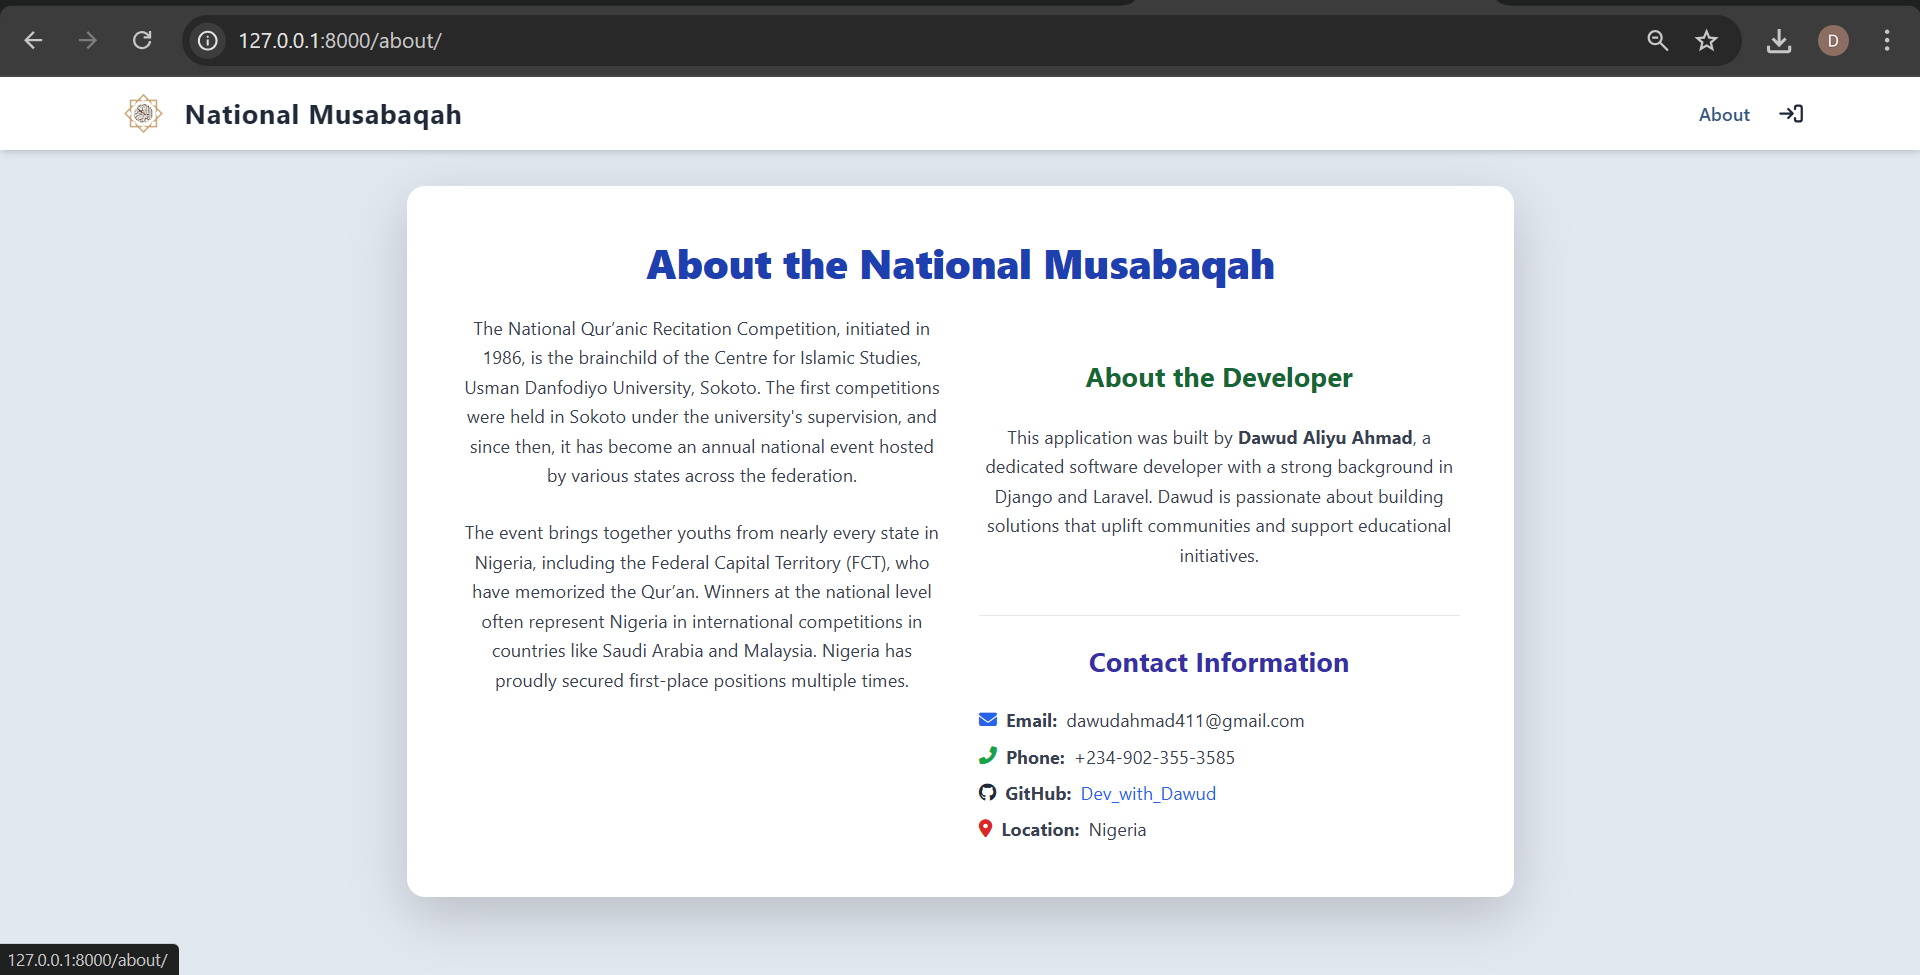 127.0.0.1:8000/about/
D
National Musabaqah
About
About the National Musabaqah
The National Qur’anic Recitation Competition, initiated in
1986, is the brainchild of the Centre for Islamic Studies,
Usman Danfodiyo University, Sokoto. The first competitions
were held in Sokoto under the university's supervision, and
since then, it has become an annual national event hosted
by various states across the federation.
The event brings together youths from nearly every state in
Nigeria, including the Federal Capital Territory (FCT), who
have memorized the Qur’an. Winners at the national level
often represent Nigeria in international competitions in
countries like Saudi Arabia and Malaysia. Nigeria has
proudly secured first-place positions multiple times.
About the Developer
This application was built by Dawud Aliyu Ahmad, a
dedicated software developer with a strong background in
Django and Laravel. Dawud is passionate about building
solutions that uplift communities and support educational
initiatives.
Contact Information
Email: dawudahmad411@gmail.com
Phone: +234-902-355-3585
GitHub: Dev_with_Dawud
Location: Nigeria
127.0.0.1:8000/about/